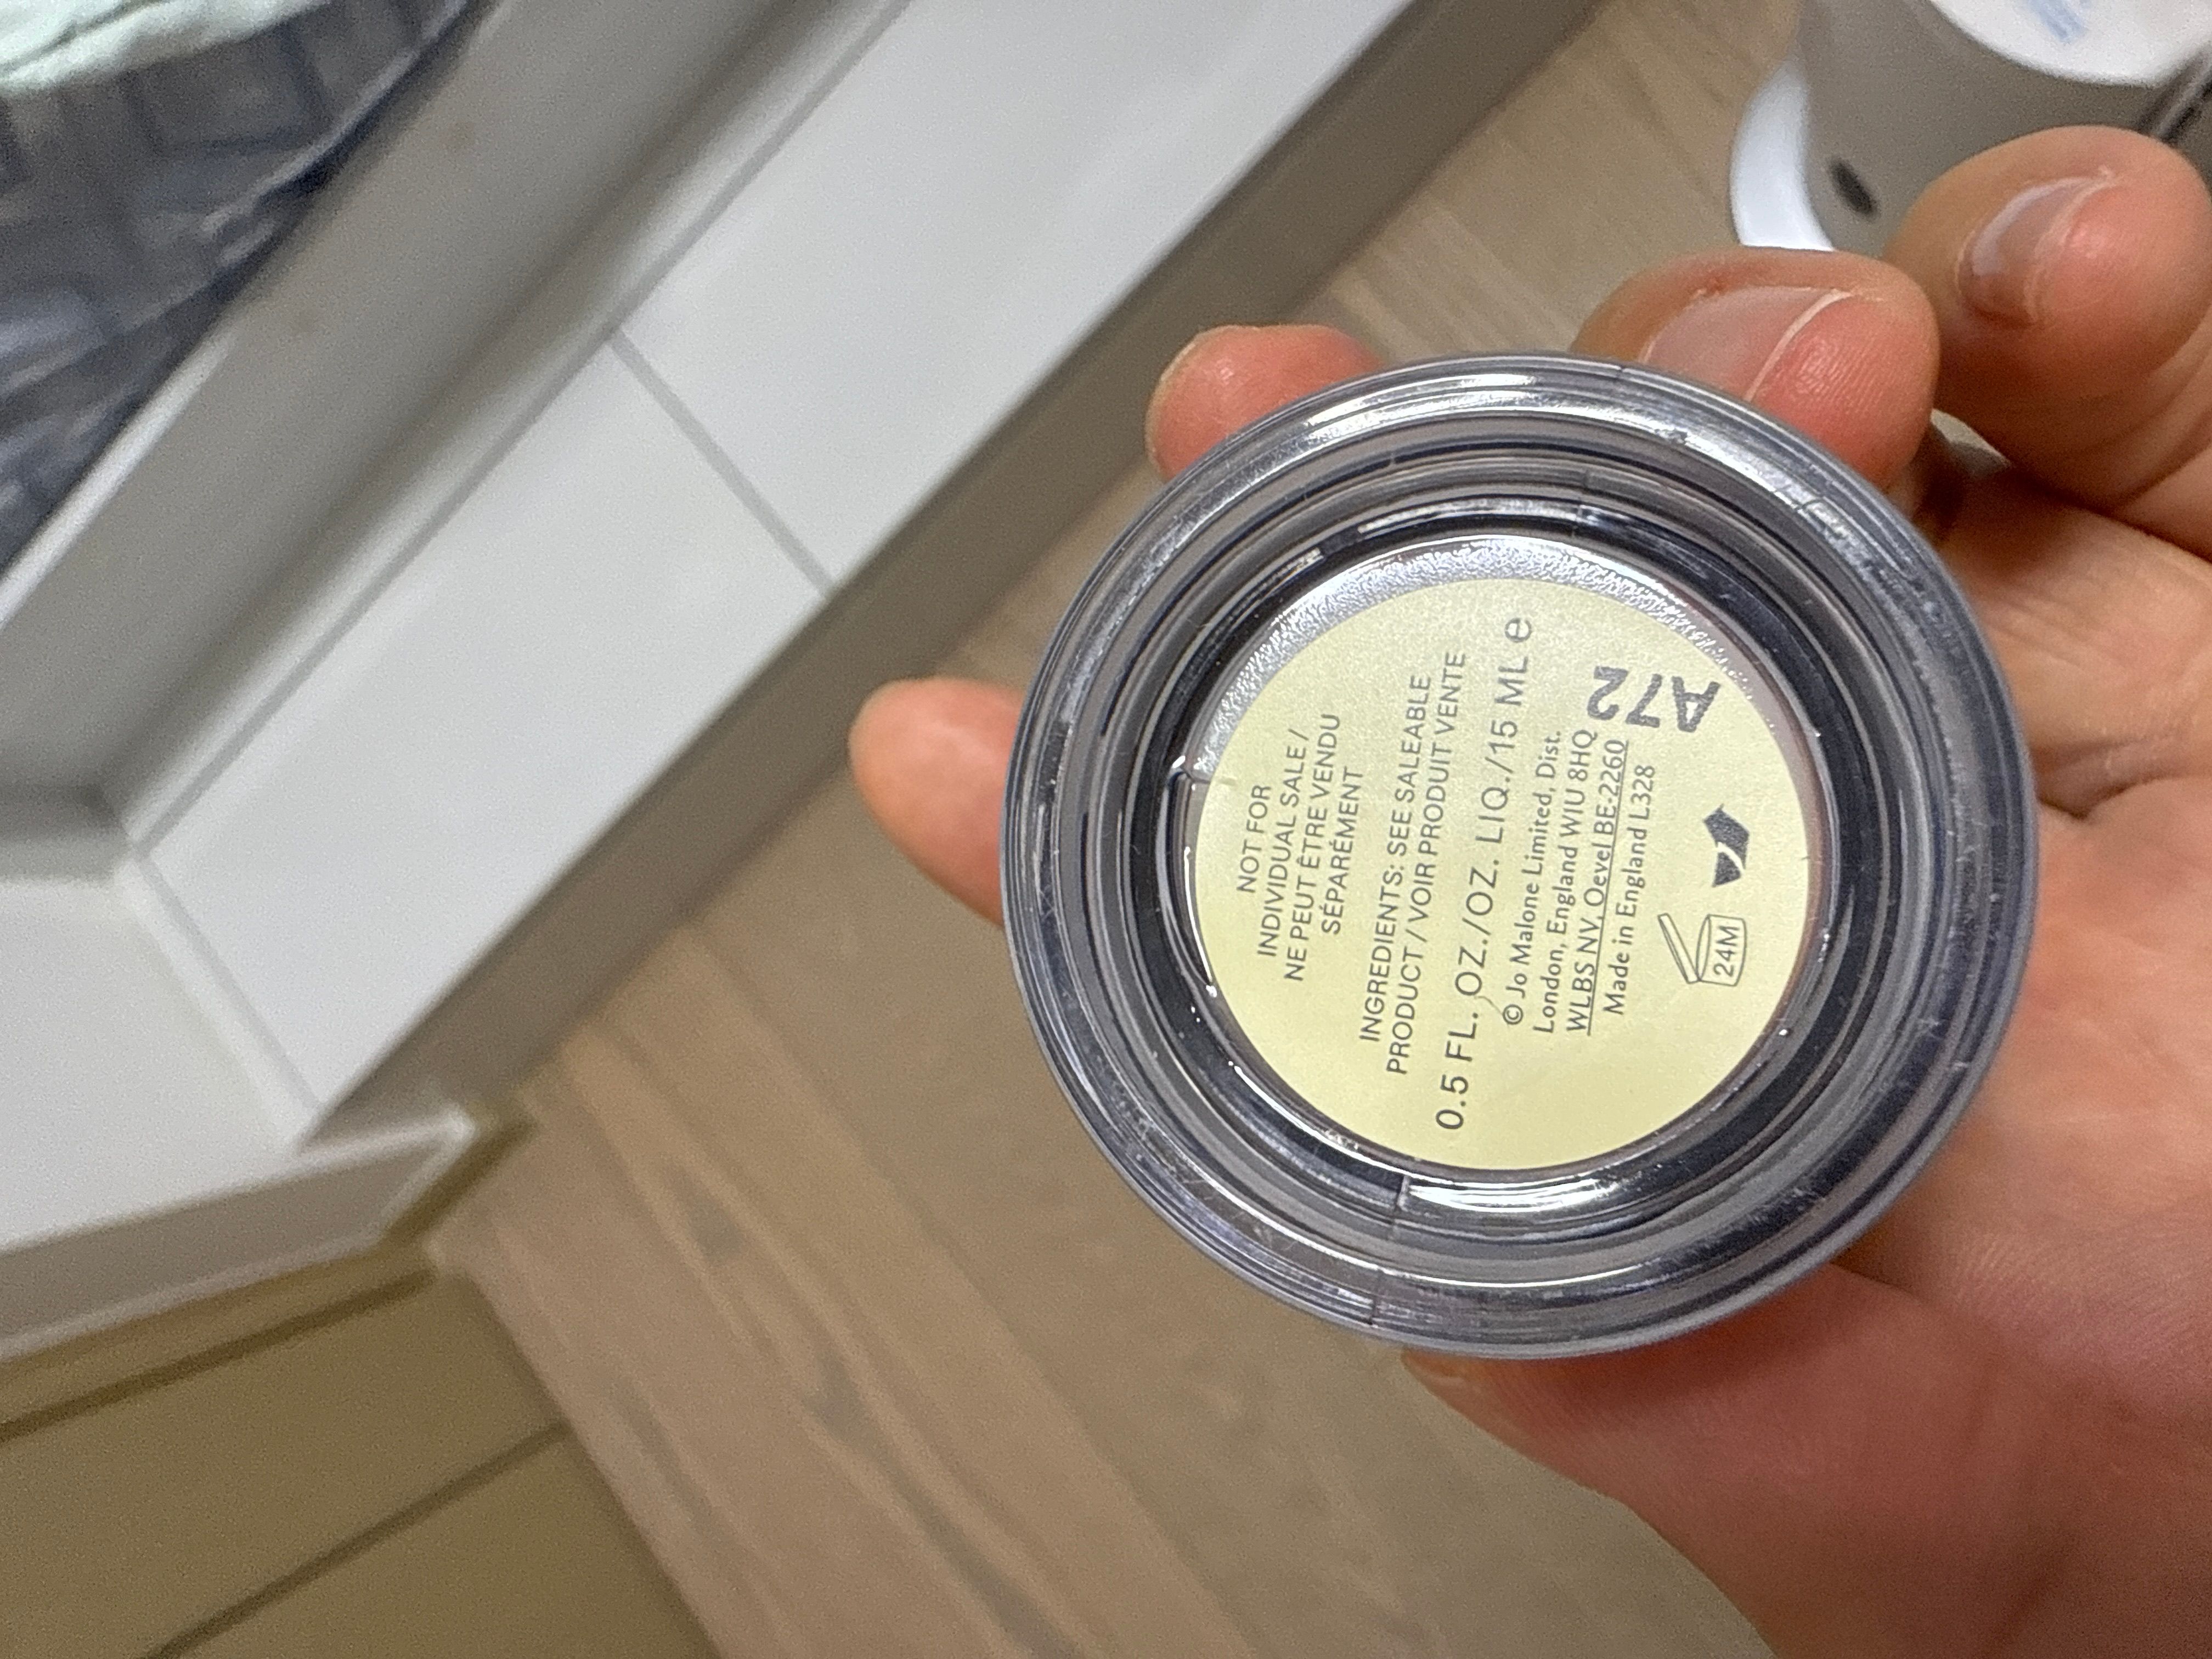 NOT FOR
INDIVIDUAL SALE /
NE PEUT ÊTRE VENDU
SÉPARÉMENT
INGREDIENTS: SEE SALEABLE
PRODUCT / VOIR PRODUIT VENTE
0.5 FL. OZ./OZ. LIQ./15 ML e
© Jo Malone Limited, Dist.
London, England W1U 8HQ
WLBS NV, Oevel BE-2260
Made in England L328
24M
A72